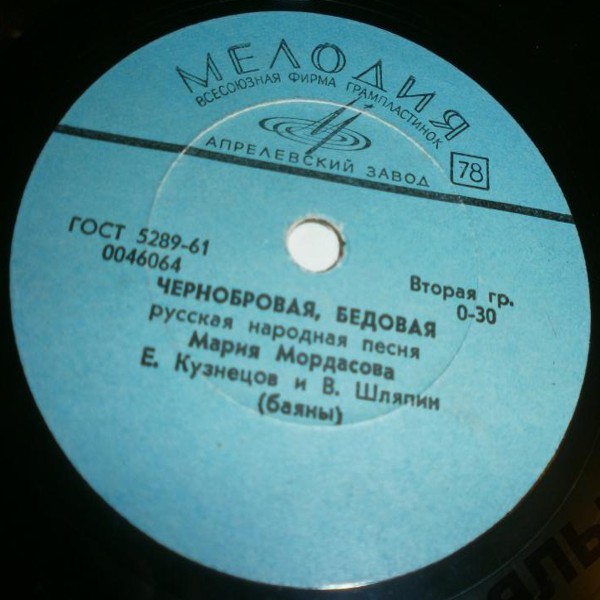 МЕЛОДИЯ
ВСЕСОЮЗНАЯ ФИРМА ГРАМПЛАСТИНОК
АПРЕЛЕВСКИЙ ЗАВОД
78
ГОСТ 5289-61
0046064
Вторая гр.
0-30
ЧЕРНОБРОВАЯ, БЕДОВАЯ
русская народная песня
Мария Мордасова
Е. Кузнецов и В. Шляпин
(баяны)